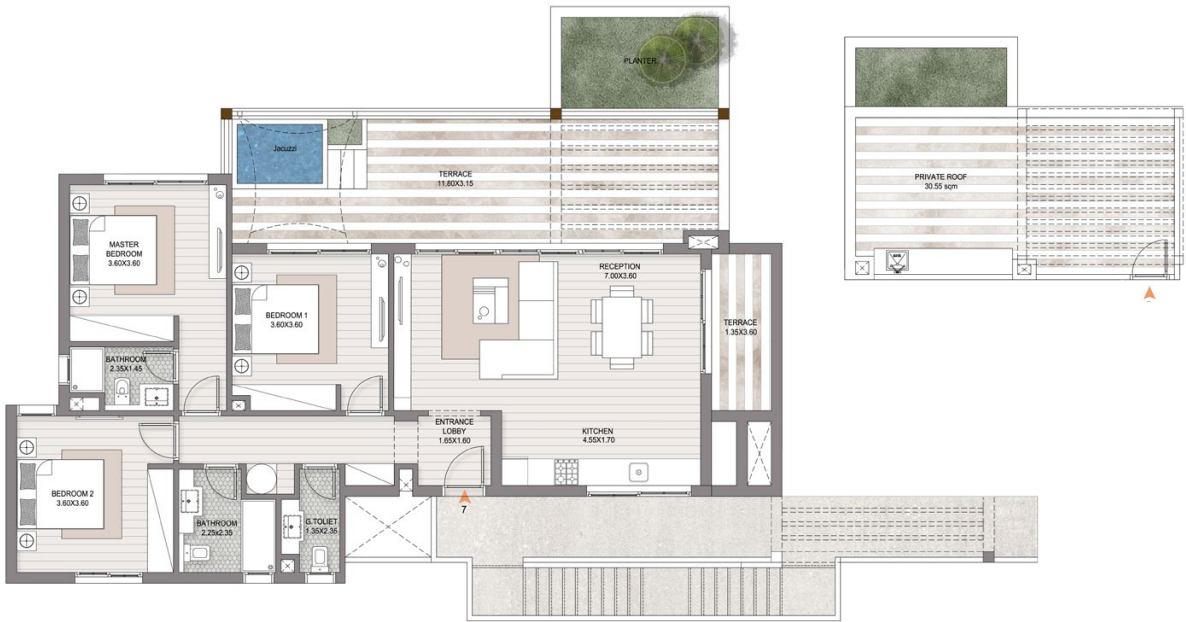 PLANTER
Jacuzzi
TERRACE
11.80X3.15
PRIVATE ROOF
30.55 sqm
MASTER
BEDROOM
3.60X3.60
RECEPTION
7.00X3.60
BEDROOM 1
3.60X3.60
TERRACE
1.35X3.60
BATHROOM
2.35X1.45
ENTRANCE
LOBBY
1.65X1.60
KITCHEN
4.55X1.70
BEDROOM 2
3.60X3.60
BATHROOM
2.25x2.35
G.TOLIET
1.35X2.35
7